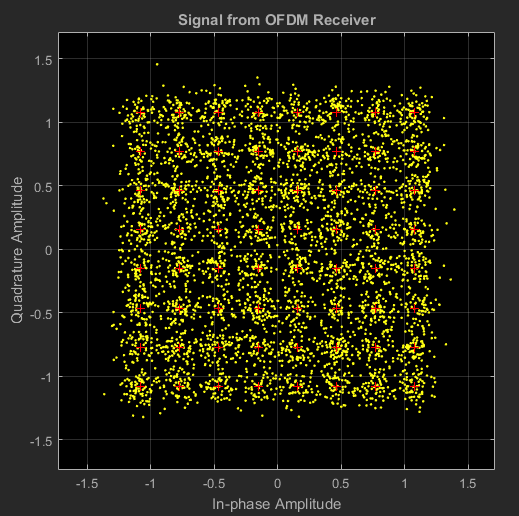 Signal from OFDM Receiver
1.5
1
0.5
0
-0.5
-1
-1.5
Quadrature Amplitude
-1.5 -1 -0.5 0 0.5 1 1.5
In-phase Amplitude